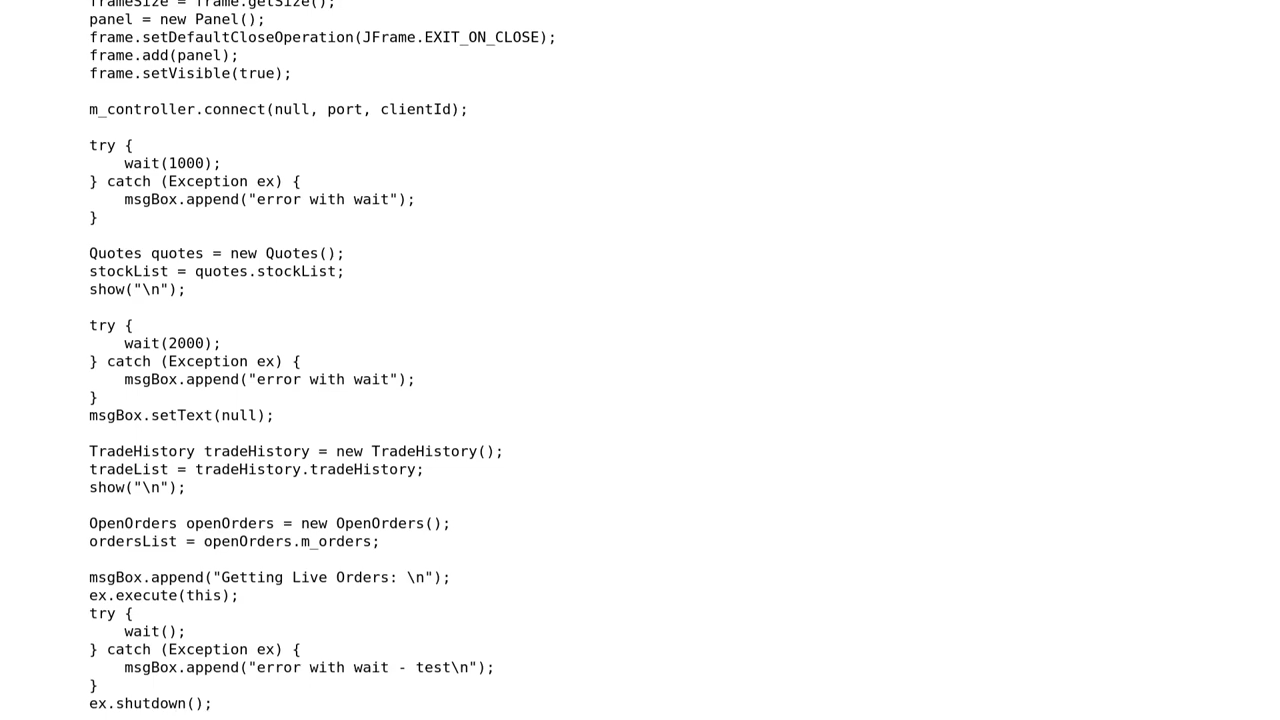 frameSize = frame.getSize();
panel = new Panel();
frame.setDefaultCloseOperation(JFrame.EXIT_ON_CLOSE);
frame.add(panel);
frame.setVisible(true);
m_controller.connect(null, port, clientId);
try {
wait(1000);
} catch (Exception ex) {
msgBox.append("error with wait");
}
Quotes quotes = new Quotes();
stockList = quotes.stockList;
show("\n");
try {
wait(2000);
} catch (Exception ex) {
msgBox.append("error with wait");
}
msgBox.setText(null);
TradeHistory tradeHistory = new TradeHistory();
tradeList = tradeHistory.tradeHistory;
show("\n");
OpenOrders openOrders = new OpenOrders();
ordersList = openOrders.m_orders;
msgBox.append("Getting Live Orders: \n");
ex.execute(this);
try {
wait();
} catch (Exception ex) {
msgBox.append("error with wait - test\n");
}
ex.shutdown();